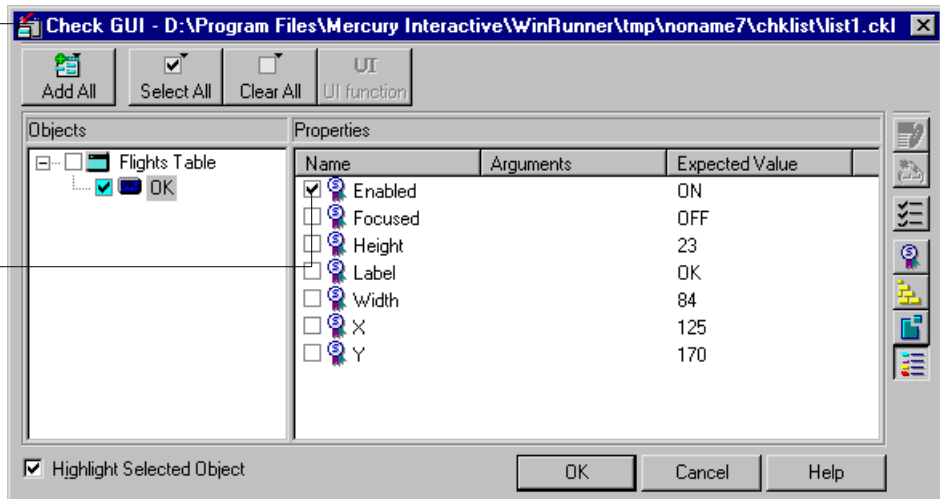 Check GUI - D:\Program Files\Mercury Interactive\WinRunner\tmp\noname7\chklist\list1.ckl
Add All Select All Clear All UI UI function
Objects Properties
Flights Table
OK
Name Arguments Expected Value
Enabled ON
Focused OFF
Height 23
Label OK
Width 84
X 125
Y 170
Highlight Selected Object
OK Cancel Help